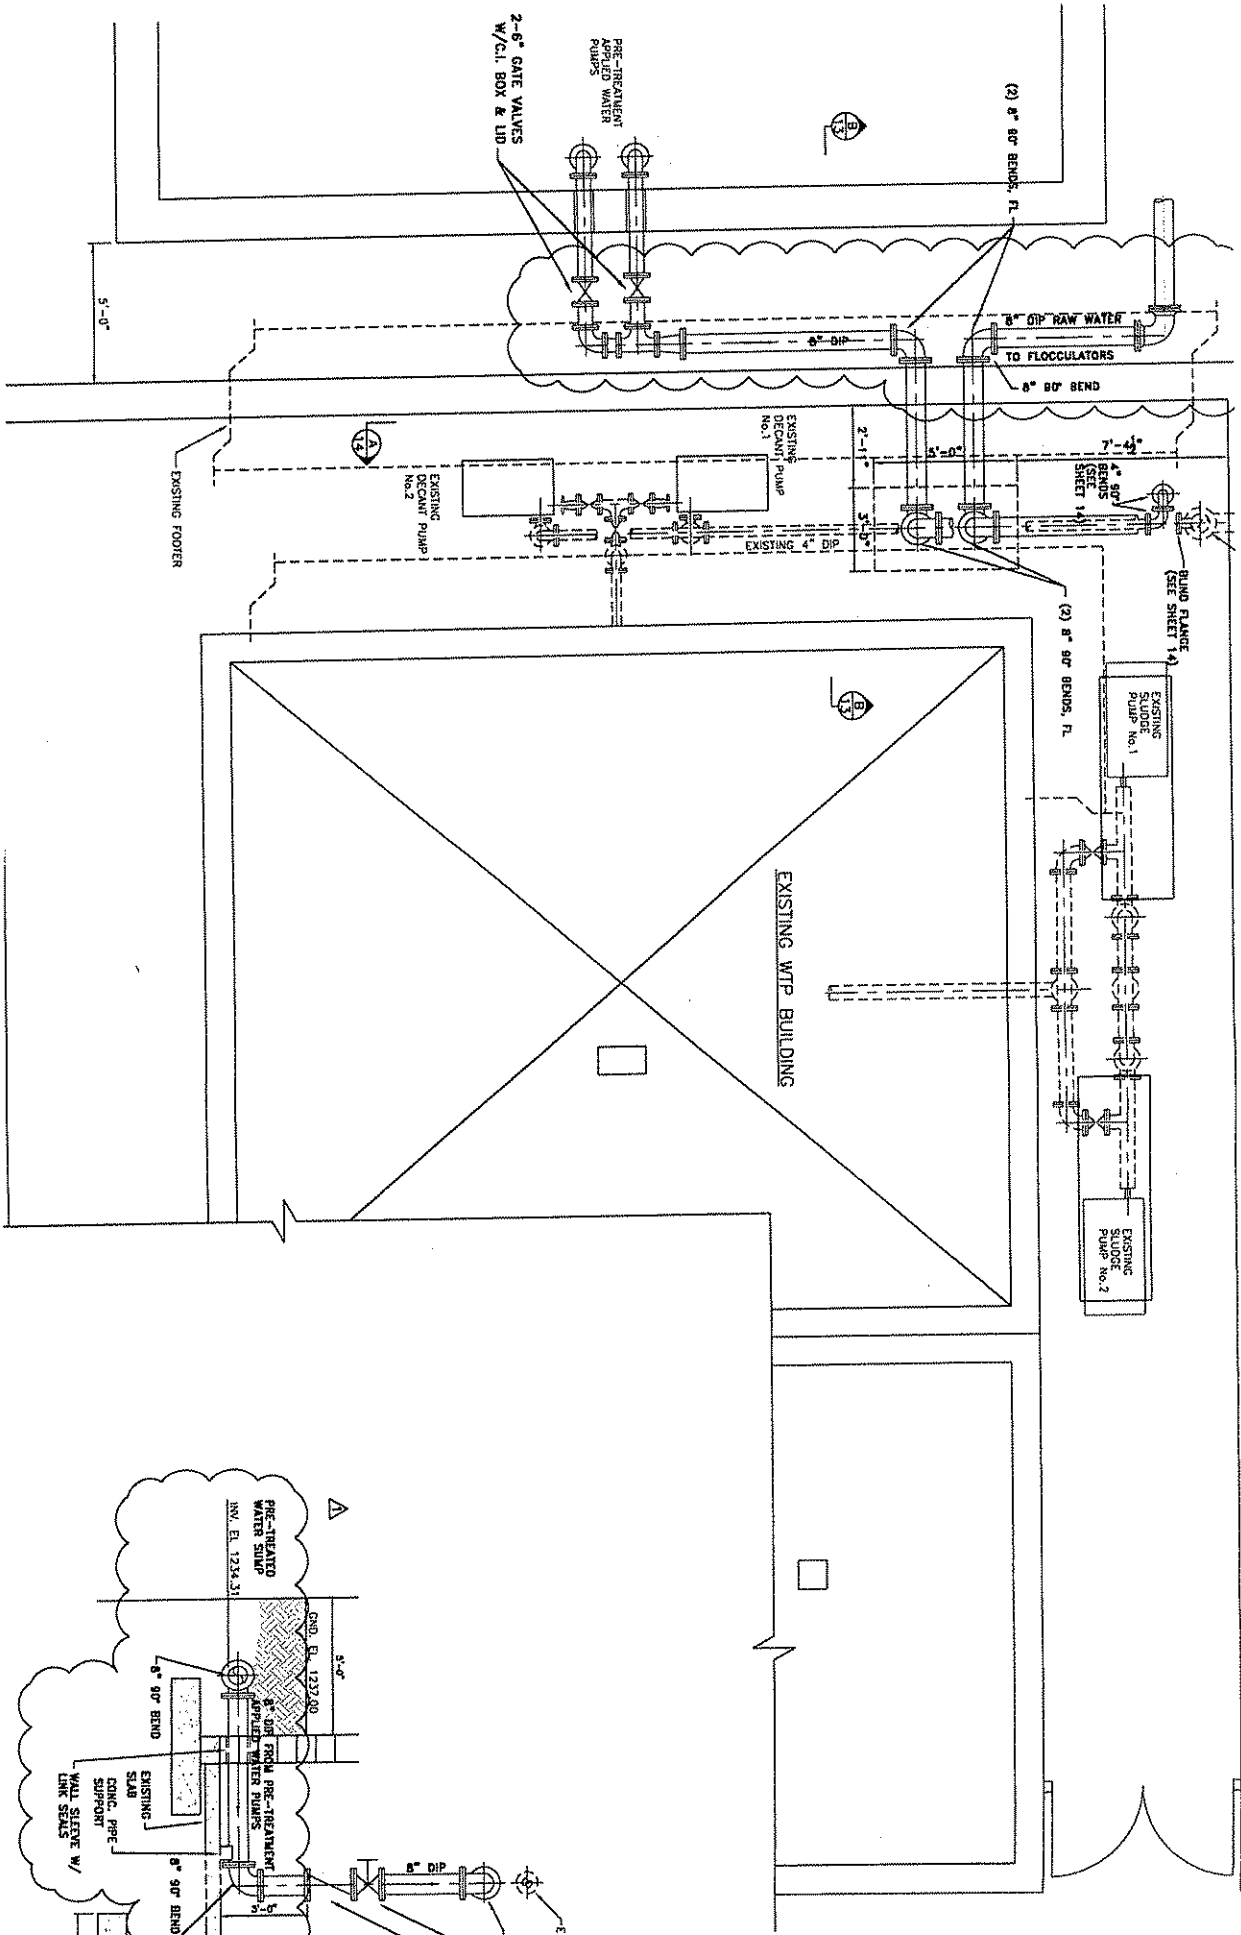 2-6" GATE VALVES
W/C.I. BOX & LID
PRE-TREATMENT
APPLIED WATER
PUMPS
B
13
(2) 8" 90° BENDS, FL
5'-0"
8" DIP
8" DIP RAW WATER
TO FLOCCULATORS
8" 90° BEND
EXISTING FOOTER
A
14
EXISTING
DECANT PUMP
No.2
EXISTING
DECANT PUMP
No.1
2'-1"
3'-0"
5'-0"
7'-4½"
4" 90°
BENDS
(SEE
SHEET 14)
EXISTING 4" DIP
BLIND FLANGE
(SEE SHEET 14)
(2) 8" 90° BENDS, FL
B
13
EXISTING
SLUDGE
PUMP No.1
EXISTING WTP BUILDING
EXISTING
SLUDGE
PUMP No.2
1
PRE-TREATED
WATER SUMP
INV. EL 1234.31
GND. EL 1237.00
5'-0"
8" 90° BEND
8" DIP FROM PRE-TREATMENT
APPLIED WATER PUMPS
EXISTING
SLAB
CONC. PIPE
SUPPORT
WALL SLEEVE W/
LINK SEALS
8" 90° BEND
8" DIP
E